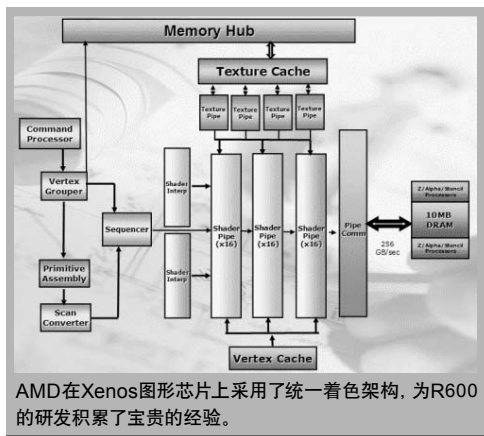 Memory Hub
Texture Cache
Texture
Pipe
Texture
Pipe
Texture
Pipe
Texture
Pipe
Command
Processor
Vertex
Grouper
Sequencer
Primitive
Assembly
Scan
Converter
Shader
Interp
Shader
Interp
Shader
Pipe
(x16)
Shader
Pipe
(x16)
Shader
Pipe
(x16)
Pipe
Comm
256
GB/sec
Z/Alpha/Stencil
Processors
10MB
DRAM
Z/Alpha/Stencil
Processors
Vertex Cache
AMD在Xenos图形芯片上采用了统一着色架构, 为R600
的研发积累了宝贵的经验。